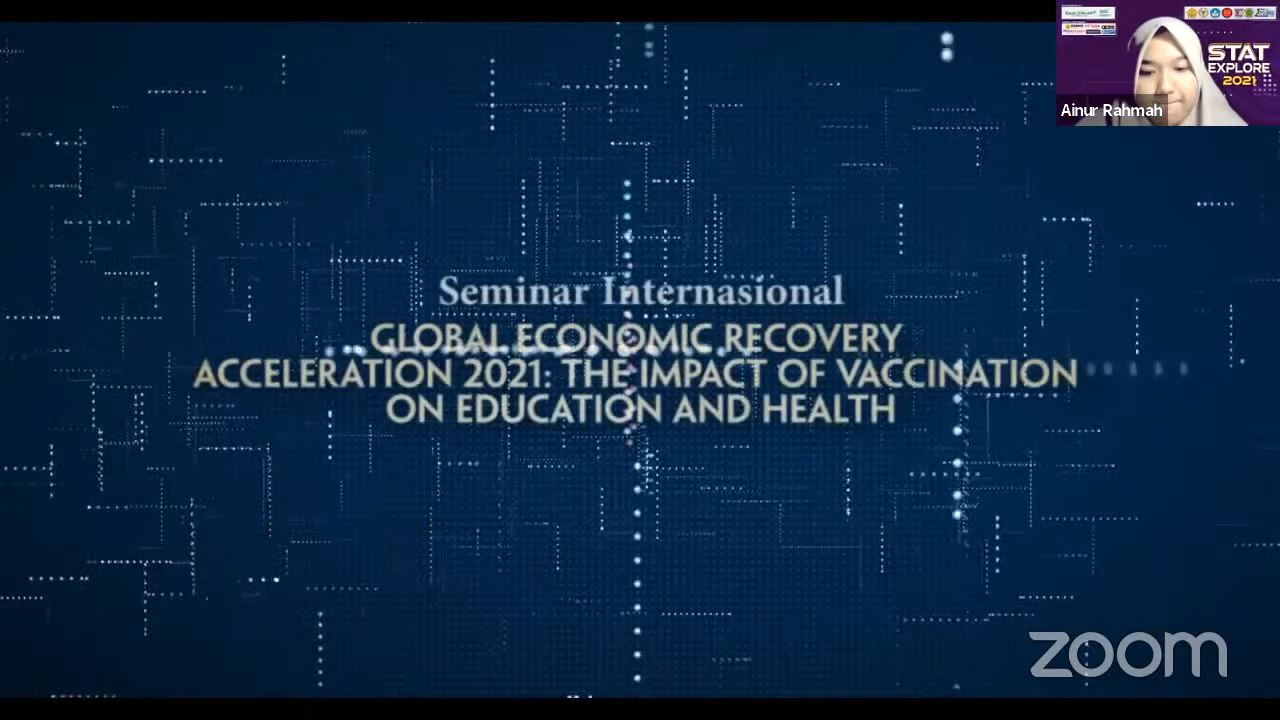 STAT
EXPLORE
2021
Ainur Rahmah
Seminar Internasional
GLOBAL ECONOMIC RECOVERY
ACCELERATION 2021: THE IMPACT OF VACCINATION
ON EDUCATION AND HEALTH
zoom